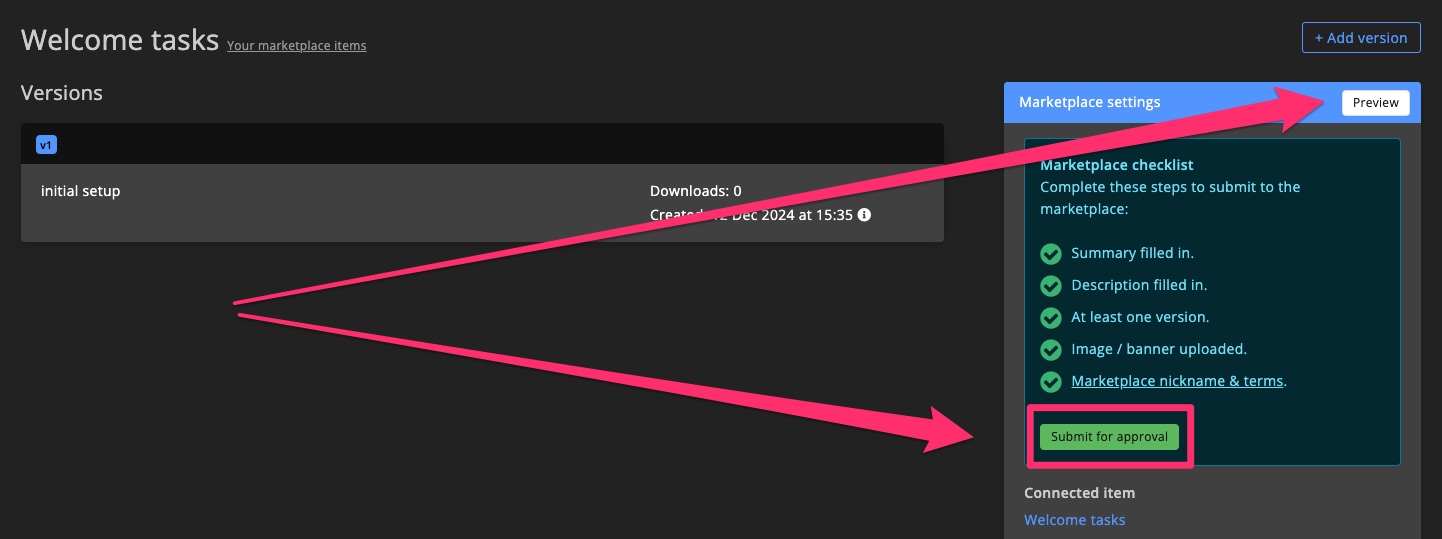 Welcome tasks Your marketplace items
+ Add version
Versions
v1
initial setup
Downloads: 0
Created: 12 Dec 2024 at 15:35
Marketplace settings
Preview
Marketplace checklist
Complete these steps to submit to the
marketplace:
Summary filled in.
Description filled in.
At least one version.
Image / banner uploaded.
Marketplace nickname & terms.
Submit for approval
Connected item
Welcome tasks